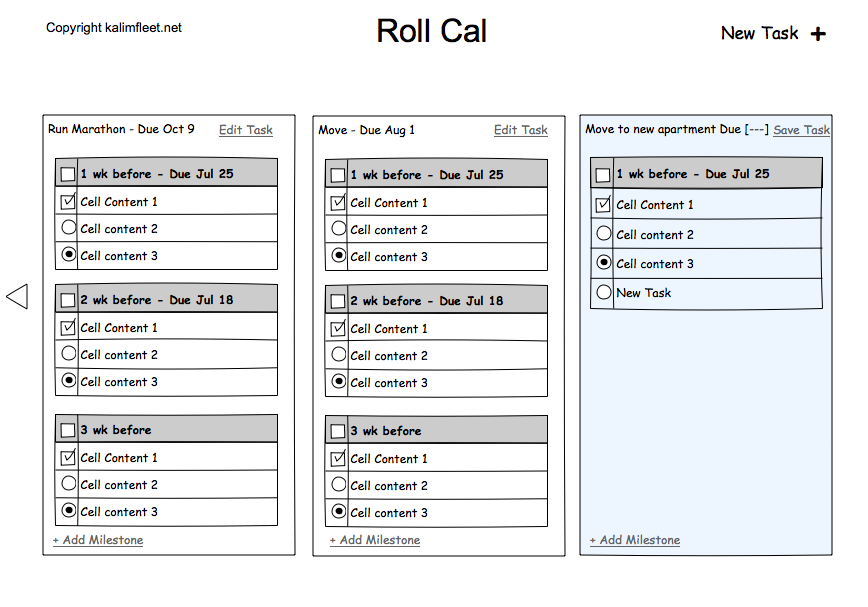 Copyright kalimfleet.net
Roll Cal
New Task +
Run Marathon - Due Oct 9
Edit Task
1 wk before - Due Jul 25
Cell Content 1
Cell content 2
Cell content 3
2 wk before - Due Jul 18
Cell Content 1
Cell content 2
Cell content 3
3 wk before
Cell Content 1
Cell content 2
Cell content 3
+ Add Milestone
Move - Due Aug 1
Edit Task
1 wk before - Due Jul 25
Cell Content 1
Cell content 2
Cell content 3
2 wk before - Due Jul 18
Cell Content 1
Cell content 2
Cell content 3
3 wk before
Cell Content 1
Cell content 2
Cell content 3
+ Add Milestone
Move to new apartment Due [---]
Save Task
1 wk before - Due Jul 25
Cell Content 1
Cell content 2
Cell content 3
New Task
+ Add Milestone